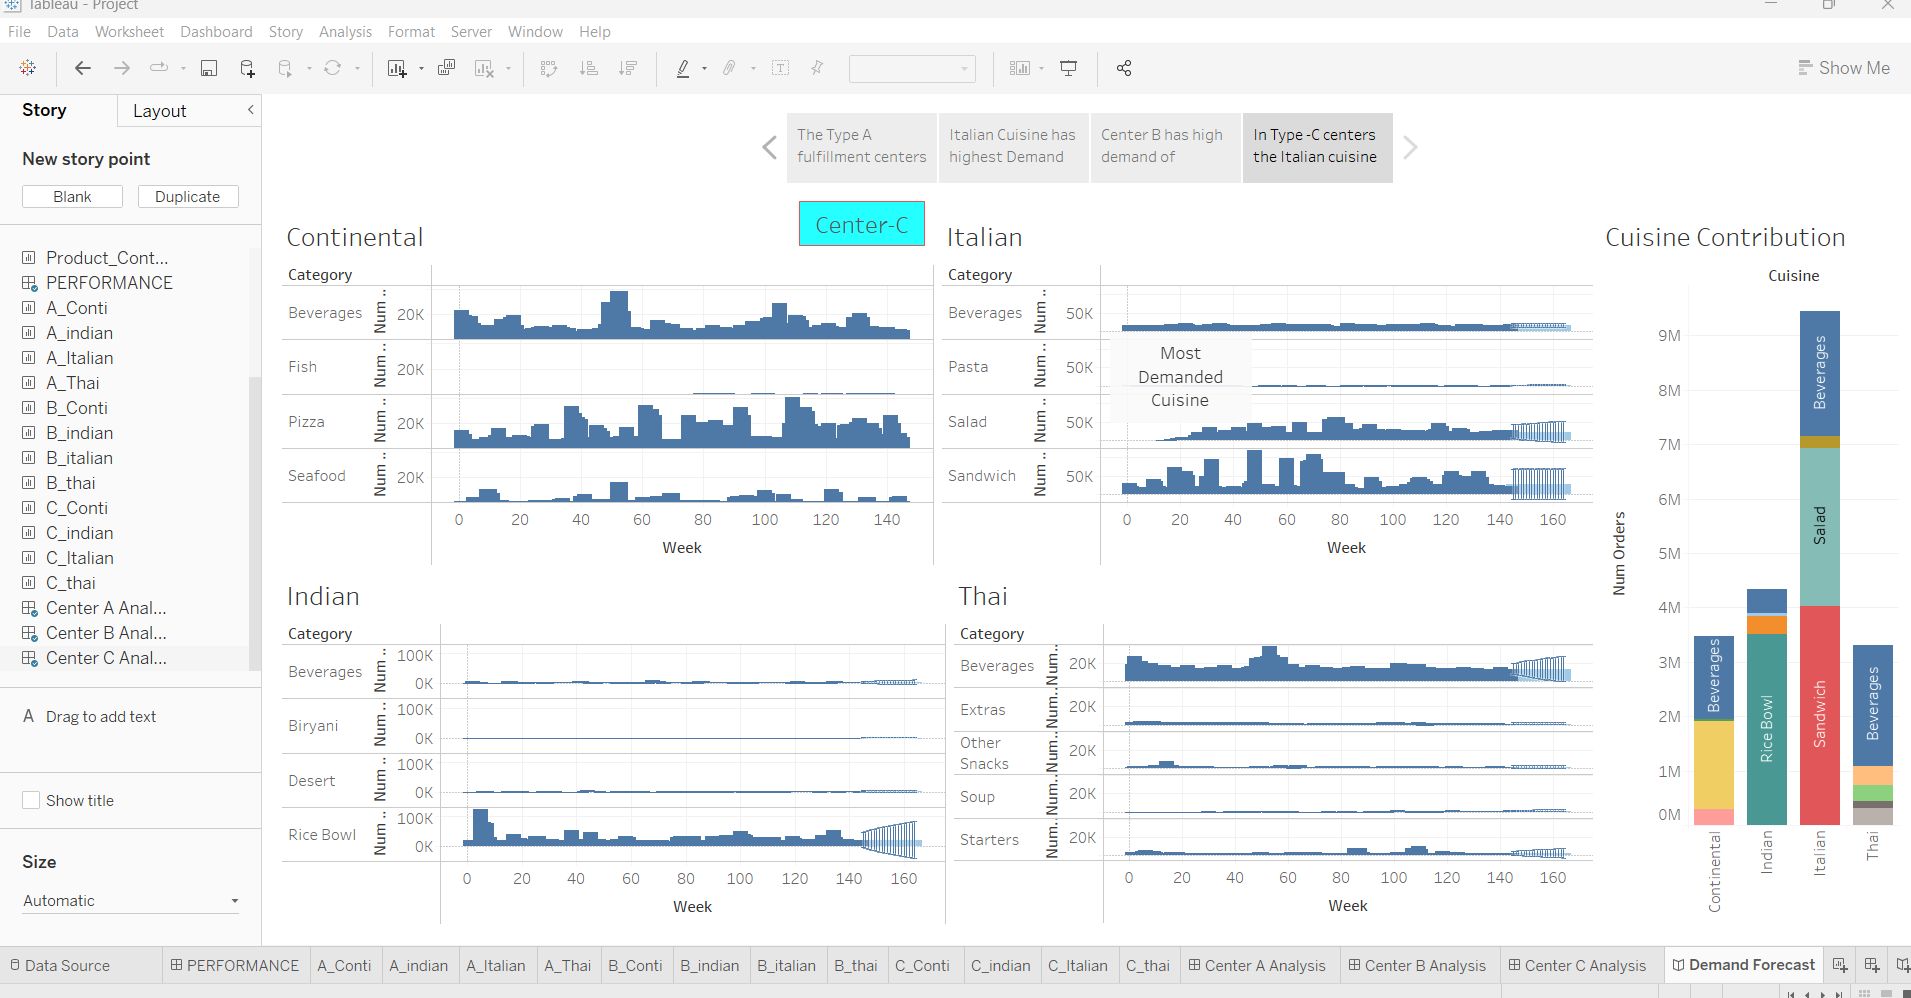 Tableau - Project
File Data Worksheet Dashboard Story Analysis Format Server Window Help
Show Me
Story
Layout
New story point
Blank
Duplicate
Product_Cont...
PERFORMANCE
A_Conti
A_indian
A_Italian
A_Thai
B_Conti
B_indian
B_italian
B_thai
C_Conti
C_indian
C_Italian
C_thai
Center A Anal...
Center B Anal...
Center C Anal...
A Drag to add text
Show title
Size
Automatic
The Type A
fulfillment centers
Italian Cuisine has
highest Demand
Center B has high
demand of
In Type -C centers
the Italian cuisine
Center-C
Continental
Category
Beverages Num .. 20K
Fish Num .. 20K
Pizza Num .. 20K
Seafood Num .. 20K
0 20 40 60 80 100 120 140
Week
Italian
Category
Beverages Num .. 50K
Pasta Num .. 50K
Salad Num .. 50K
Sandwich Num .. 50K
Most
Demanded
Cuisine
0 20 40 60 80 100 120 140 160
Week
Indian
Category
Beverages Num .. 100K
0K
Biryani Num .. 100K
0K
Desert Num .. 100K
0K
Rice Bowl Num .. 100K
0K
0 20 40 60 80 100 120 140 160
Week
Thai
Category
Beverages Num.. 20K
Extras Num.. 20K
Other
Snacks Num.. 20K
Soup Num.. 20K
Starters Num.. 20K
0 20 40 60 80 100 120 140 160
Week
Cuisine Contribution
Cuisine
Num Orders
9M
8M
7M
6M
5M
4M
3M
2M
1M
0M
Beverages
Rice Bowl
Beverages
Salad
Sandwich
Beverages
Continental
Indian
Italian
Thai
Data Source PERFORMANCE A_Conti A_indian A_Italian A_Thai B_Conti B_indian B_italian B_thai C_Conti C_indian C_Italian C_thai Center A Analysis Center B Analysis Center C Analysis Demand Forecast